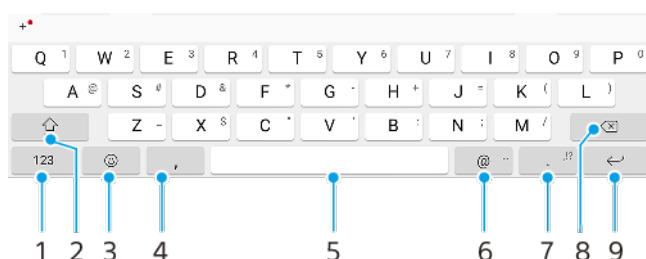 +
Q 1 W 2 E 3 R 4 T 5 Y 6 U 7 I 8 O 9 P 0
A @ S # D & F * G - H + J = K ( L )
Z _ X $ C " V ' B : N ; M /
123 , @ . ,!?
1 2 3 4 5 6 7 8 9